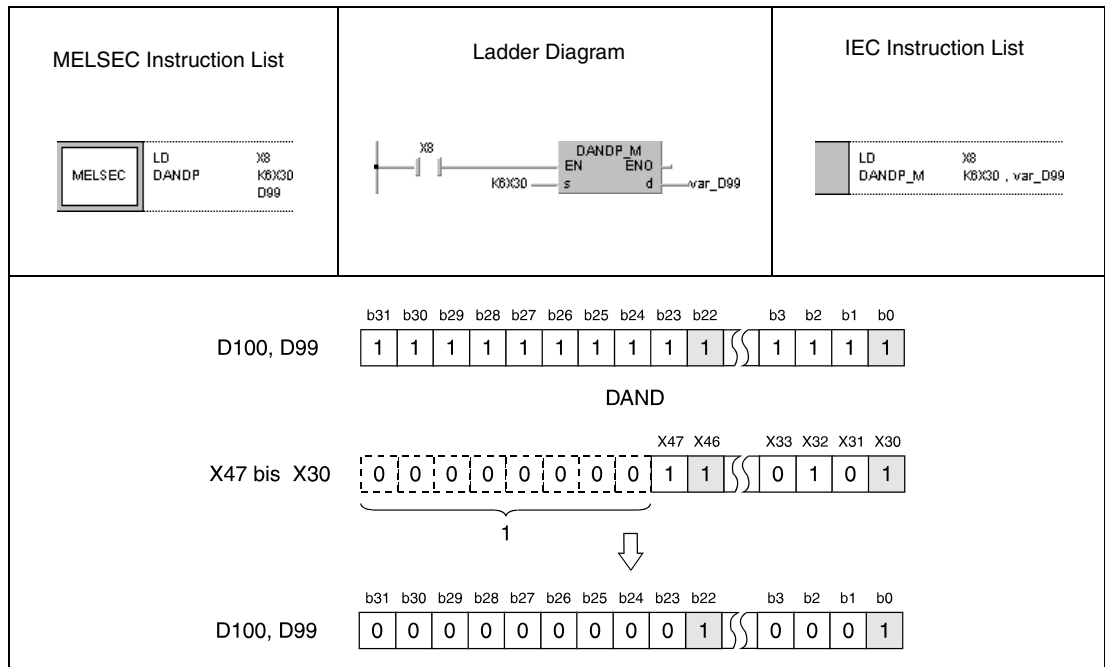 MELSEC Instruction List
MELSEC
LD X8
DANDP K6X30
D99
Ladder Diagram
X8
DANDP_M
EN ENO
K6X30 s d var_D99
IEC Instruction List
LD X8
DANDP_M K6X30 , var_D99
b31 b30 b29 b28 b27 b26 b25 b24 b23 b22 b3 b2 b1 b0
D100, D99 1 1 1 1 1 1 1 1 1 1 1 1 1 1
DAND
X47 X46 X33 X32 X31 X30
X47 bis X30 0 0 0 0 0 0 0 0 1 1 0 1 0 1
1
b31 b30 b29 b28 b27 b26 b25 b24 b23 b22 b3 b2 b1 b0
D100, D99 0 0 0 0 0 0 0 0 0 1 0 0 0 1